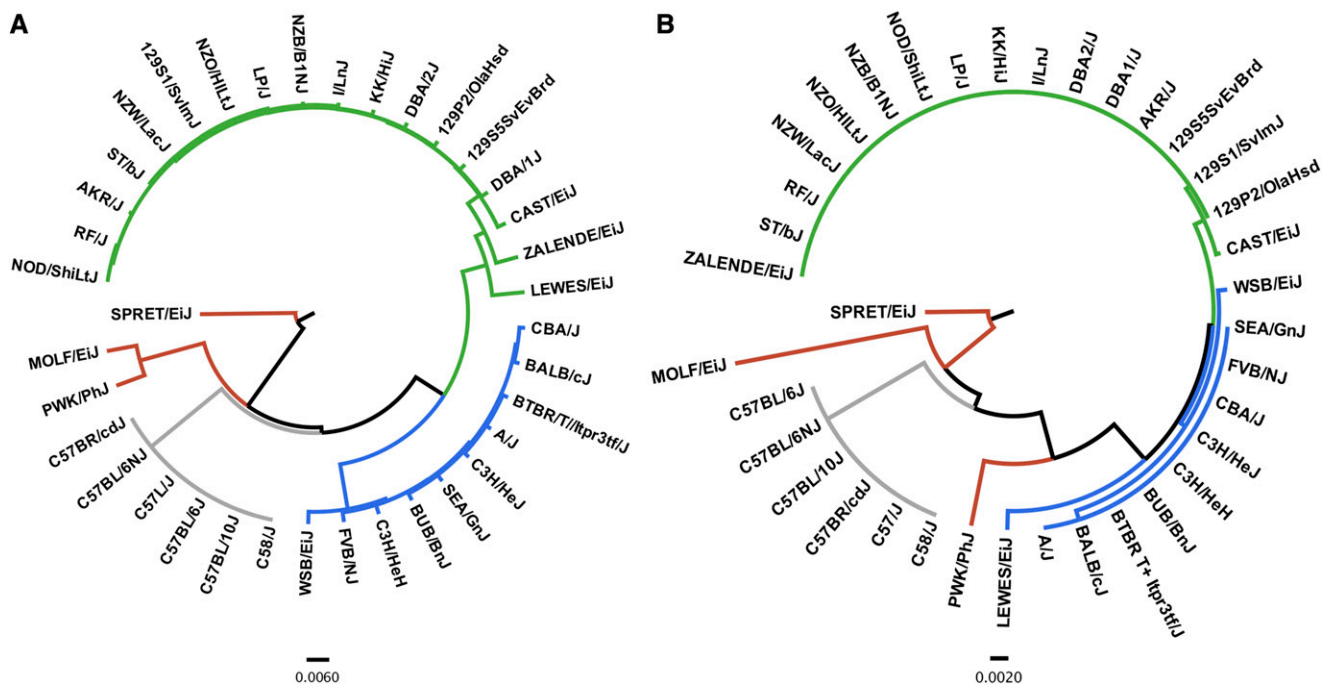 A
NOD/ShiLtJ
RF/J
AKR/J
ST/bJ
NZW/LacJ
129S1/SvImJ
NZO/HILtJ
LP/J
NZB/B1NJ
I/LnJ
KK/HiJ
DBA/2J
129P2/OlaHsd
129S5SvEvBrd
DBA/1J
CAST/EiJ
ZALENDE/EiJ
LEWES/EiJ
CBA/J
BALB/cJ
BTBR/T//Itpr3tf/J
A/J
C3H/HeJ
SEA/GnJ
BUB/BnJ
C3H/HeH
FVB/NJ
WSB/EiJ
C58/J
C57BL/10J
C57BL/6J
C57L/J
C57BL/6NJ
C57BR/cdJ
PWK/PhJ
MOLF/EiJ
SPRET/EiJ
0.0060
B
ZALENDE/EiJ
ST/bJ
RF/J
NZW/LacJ
NZO/HILtJ
NZB/B1NJ
NOD/ShiLtJ
LP/J
KK/HiJ
I/LnJ
DBA2/J
DBA1/J
AKR/J
129S5SvEvBrd
129S1/SvImJ
129P2/OlaHsd
CAST/EiJ
WSB/EiJ
SEA/GnJ
FVB/NJ
CBA/J
C3H/HeJ
C3H/HeH
BUB/BnJ
BTBR T+ Itpr3tf/J
BALB/cJ
A/J
LEWES/EiJ
PWK/PhJ
C58/J
C57/J
C57BR/cdJ
C57BL/10J
C57BL/6NJ
C57BL/6J
MOLF/EiJ
SPRET/EiJ
0.0020